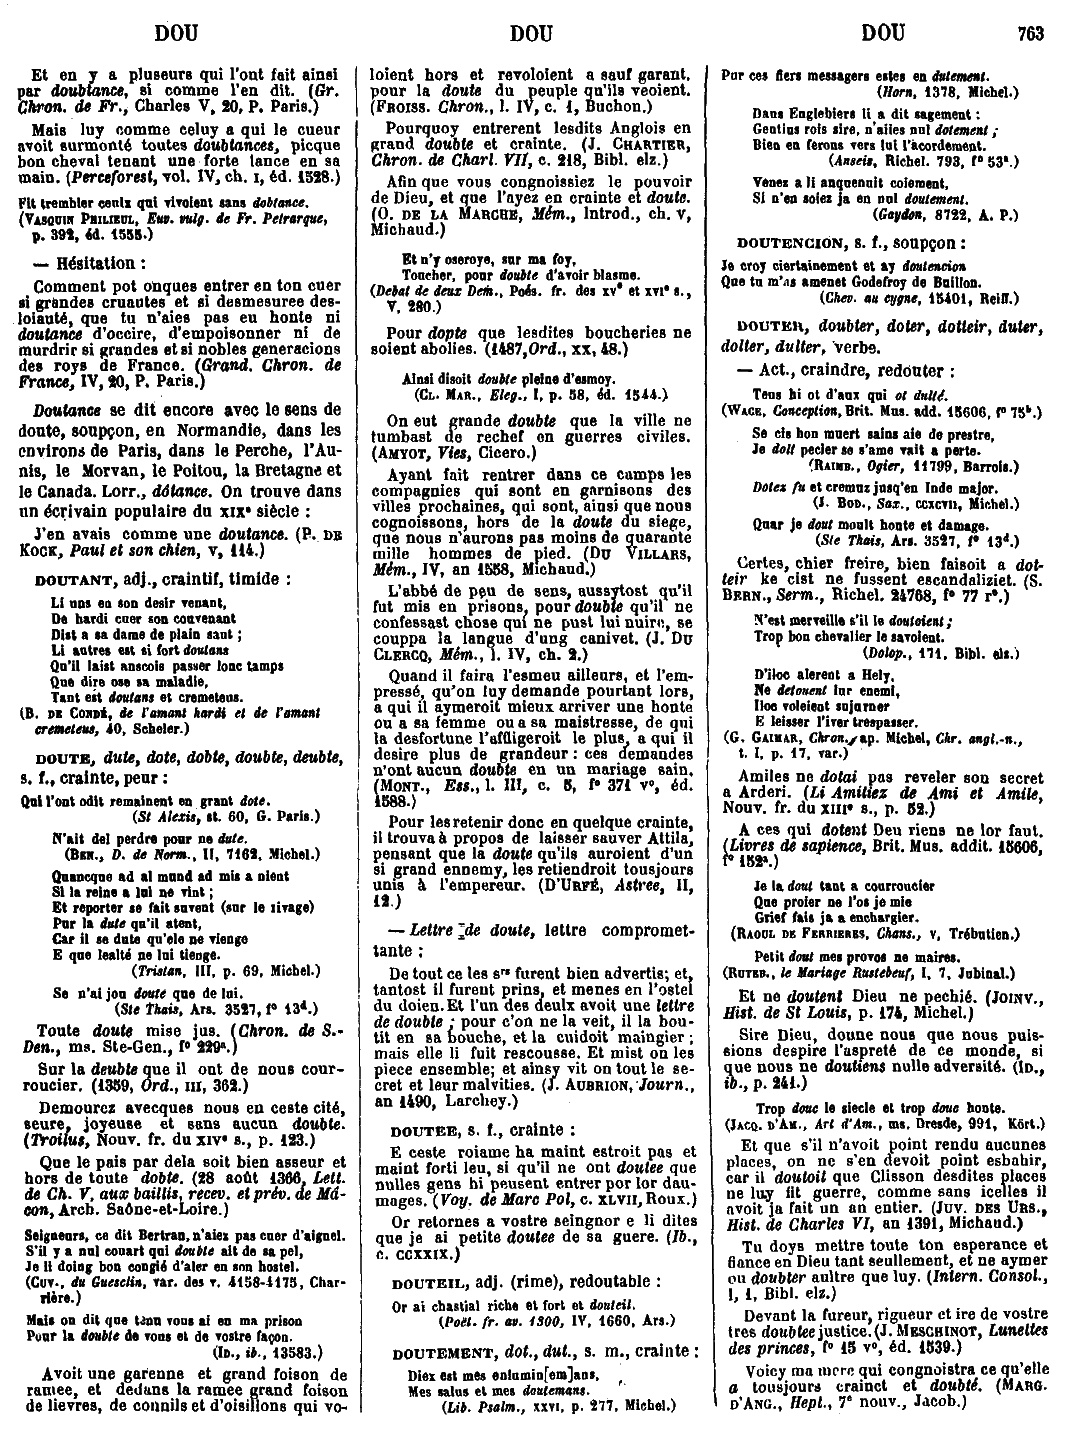 DOU
DOU
DOU
763
Et en y a pluseurs qui l'ont fait ainsi
par doubtance, si comme l'en dit. (Gr.
Chron. de Fr., Charles V, 20, P. Paris.)
Mais luy comme celuy a qui le cueur
avoit surmonté toutes doubtances, picque
bon cheval tenant une forte lance en sa
main. (Perceforest, vol. IV, ch. I, éd. 1528.)
Fit trembler ceulx qui vivoient sans dobtance.
(VASQUIN PHILIEUL, Euv. vulg. de Fr. Petrarque,
p. 392, éd. 1555.)
— Hésitation :
Comment pot onques entrer en ton cuer
si grandes cruautes et si desmesuree des-
loiauté, que tu n'aies pas eu honte ni
doutance d'occire, d'empoisonner ni de
murdrir si grandes et si nobles generacions
des roys de France. (Grand. Chron. de
France, IV, 20, P. Paris.)
Doutance se dit encore avec le sens de
doute, soupçon, en Normandie, dans les
environs de Paris, dans le Perche, l'Au-
nis, le Morvan, le Poitou, la Bretagne et
le Canada. Lorr., dôtance. On trouve dans
un écrivain populaire du XIXe siècle :
J'en avais comme une doutance. (P. DE
KOCK, Paul et son chien, V, 114.)
DOUTANT, adj., craintif, timide :
Li uns en son desir venant,
De hardi cuer son couvenant
Dist a sa dame de plain saut ;
Li autres est si fort doutans
Qu'il laist anscois passer lonc tamps
Que dire ose sa maladie,
Tant est doutans et cremeteus.
(B. DE CONDÉ, de l'amant hardi et de l'amant
cremeteus, 40, Scheler.)
DOUTE, dute, dote, dobte, doubte, deubte,
s. f., crainte, peur :
Qui l'ont odit remainent en grant dote.
(St Alexis, st. 60, G. Paris.)
N'ait del perdre pour ne dute.
(BEN., D. de Norm., II, 7162, Michel.)
Quancque ad al mund ad mis a nient
Si la reine a lui ne vint ;
Et reporter se fait suvent (sur le rivage)
Pur la dute qu'il atent,
Car il se dute qu'ele ne vienge
E que lealté ne lui tienge.
(Tristan, III, p. 69, Michel.)
Se n'ai jou doute que de lui.
(Ste Thais, Ars. 3527, fº 13d.)
Toute doute mise jus. (Chron. de S.-
Den., ms. Ste-Gen., fº 229a.)
Sur la deubte que il ont de nous cour-
roucier. (1359, Ord., III, 362.)
Demourez avecques nous en ceste cité,
seure, joyeuse et sans aucun double.
(Troilus, Nouv. fr. du XIVe s., p. 123.)
Que le pais par dela soit bien asseur et
hors de toute dobte. (28 août 1366, Lett.
de Ch. V, aux baillis, recev. et prév. de Mâ-
con, Arch. Saône-et-Loire.)
Seigneurs, ce dit Bertran, n'aiez pas cuer d'aignel.
S'il y a nul couart qui doubte ait de sa pel,
Je li doing bon congié d'aler en son hostel.
(CUV., du Guesclin, var. des v. 4158-4175, Char-
rière.)
Mais on dit que tenu vous ai en ma prison
Pour la doubte de vous et de vostre façon.
(ID., ib., 13583.)
Avoit une garenne et grand foison de
ramee, et dedans la ramee grand foison
de lievres, de connils et d'oisillons qui vo-
loient hors et revoloient a sauf garant,
pour la doute du peuple qu'ils veoient.
(FROISS. Chron., l. IV, c. 1, Buchon.)
Pourquoy entrerent lesdits Anglois en
grand doubte et crainte. (J. CHARTIER,
Chron. de Charl. VII, c. 218, Bibl. elz.)
Afin que vous congnoissiez le pouvoir
de Dieu, et que l'ayez en crainte et doute.
(O. DE LA MARCHE, Mém., Introd., ch. V,
Michaud.)
Et n'y oseroye, sur ma foy,
Toucher, pour doubte d'avoir blasme.
(Debat de deux Dem., Poés. fr. des XVe et XVIe s.,
V, 280.)
Pour dopte que lesdites boucheries ne
soient abolies. (1487, Ord., XX, 48.)
Ainsi disoit doubte pleine d'esmoy.
(CL. MAR., Eleg., I, p. 58, éd. 1544.)
On eut grande doubte que la ville ne
tumbast de rechef en guerres civiles.
(AMYOT, Vies, Cicero.)
Ayant fait rentrer dans ce camps les
compagnies qui sont en garnisons des
villes prochaines, qui sont, ainsi que nous
cognoissons, hors de la doute du siege,
que nous n'aurons pas moins de quarante
mille hommes de pied. (DU VILLARS,
Mém., IV, an 1558, Michaud.)
L'abbé de peu de sens, aussytost qu'il
fut mis en prisons, pour doubte qu'il ne
confessast chose qui ne pust lui nuire, se
couppa la langue d'ung canivet. (J. DU
CLERCQ, Mém., l. IV, ch. 2.)
Quand il faira l'esmeu ailleurs, et l'em-
pressé, qu'on luy demande pourtant lors,
a qui il aymeroit mieux arriver une honte
ou a sa femme ou a sa maistresse, de qui
la desfortune l'affligeroit le plus, a qui il
desire plus de grandeur : ces demandes
n'ont aucun doubte en un mariage sain.
(MONT., Ess., l. III, c. 5, fº 371 vº, éd.
1588.)
Pour les retenir donc en quelque crainte,
il trouva à propos de laisser sauver Attila,
pensant que la doute qu'ils auroient d'un
si grand ennemy, les retiendroit tousjours
unis à l'empereur. (D'URFÉ, Astree, II,
12.)
— Lettre de doute, lettre compromet-
tante :
De tout ce les srs furent bien advertis; et,
tantost il furent prins, et menes en l'ostel
du doien. Et l'un des deulx avoit une lettre
de double ; pour c'on ne la veit, il la bou-
tit en sa bouche, et la cuidoit maingier ;
mais elle li fuit rescousse. Et mist on les
piece ensemble; et ainsy vit on tout le se-
cret et leur malvities. (J. AUBRION, Journ.,
an 1490, Larchey.)
DOUTEE, s. f., crainte :
E ceste roiame ha maint estroit pas et
maint forti leu, si qu'il ne ont doutee que
nulles gens hi peusent entrer por lor dau-
mages. (Voy. de Marc Pol, c. XLVII, Roux.)
Or retornes a vostre seingnor e li dites
que je ai petite doutee de sa guere. (Ib.,
c. CCXXIX.)
DOUTEIL, adj. (rime), redoutable :
Or ai chastial riche et fort et douteil.
(Poët. fr. av. 1300, IV, 1660, Ars.)
DOUTEMENT, dot., dut., s. m., crainte :
Diex est mes enlumin[em]ans,
Mes salus et mes doutemans.
(Lib. Psalm., XXVI, p. 277, Michel.)
Pur ces fiers messagers estes en dutement.
(Horn, 1378, Michel.)
Dans Englebiers li a dit sagement :
Gentius rois sire, n'aiies nul dotement ;
Bien en ferons vers lui l'acordement.
(Anseis, Richel. 793, fº 53a.)
Venez a li anquenuit coiement,
Si n'en soiez ja en nul doutement.
(Gaydon, 8722, A. P.)
DOUTENCION, s. f., soupçon :
Je croy ciertainement et ay doutencion
Que tu m'as amenet Godefroy de Buillon.
(Chev. au cygne, 15401, Reiff.)
DOUTER, doubter, doter, dotteir, duter,
dolter, dulter, verbe.
— Act., craindre, redouter :
Tens hi ot d'aux qui ot dulté.
(WACE, Conception, Brit. Mus. add. 15606, fº 75b.)
Se cis hon muert sains aie de prestre,
Je dolt pecier se s'ame vait a perte.
(RAIMB., Ogier, 11799, Barrois.)
Dotez fu et cremuz jusq'en Inde major.
(J. BOD., Sax., CCXCVII, Michel.)
Quar je dout moult honte et damage.
(Ste Thais, Ars. 3527, fº 13d.)
Certes, chier freire, bien faisoit a dot-
teir ke cist ne fussent escandaliziet. (S.
BERN., Serm., Richel. 24768, fº 77 rº.)
N'est merveille s'il le doutoient ;
Trop bon chevalier le savoient.
(Dolop., 171, Bibl. elz.)
D'iloc alerent a Hely,
Ne detouent lur enemi,
Iloc voleient sujurner
E leisser l'iver trespasser.
(G. GAIMAR, Chron., ap. Michel, Chr. angl.-n.,
t. I, p. 17, var.)
Amiles ne dotai pas reveler son secret
a Arderi. (Li Amitiez de Ami et Amile,
Nouv. fr. du XIIIe s., p. 52.)
A ces qui dotent Deu riens ne lor faut.
(Livres de sapience, Brit. Mus. addit. 15606,
fº 152a.)
Je la dout tant a courroucier
Que proier ne l'os je mie
Grief fais ja a enchargier.
(RAOUL DE FERRIERES, Chans., V, Trébutien.)
Petit dout mes provos ne maires.
(RUTEB., le Mariage Rustebeuf, I, 7, Jubinal.)
Et ne doutent Dieu ne pechié. (JOINV.,
Hist. de St Louis, p. 174, Michel.)
Sire Dieu, doune nous que nous puis-
sions despire l'aspreté de ce monde, si
que nous ne doutiens nulle adversité. (ID.,
ib., p. 241.)
Trop douc le siecle et trop douc honte.
(JACQ. D'AM., Art d'Am., ms. Dresde, 991, Kört.)
Et que s'il n'avoit point rendu aucunes
places, on ne s'en devoit point esbahir,
car il doutoit que Clisson desdites places
ne luy fit guerre, comme sans icelles il
avoit ja fait un an entier. (JUV. DES URS.,
Hist. de Charles VI, an 1391, Michaud.)
Tu doys mettre toute ton esperance et
fiance en Dieu tant seullement, et ne aymer
ou doubter aultre que luy. (Intern. Consol.,
I, 1, Bibl. elz.)
Devant la fureur, rigueur et ire de vostre
tres doubtee justice. (J. MESCHINOT, Lunettes
des princes, fº 15 vº, éd. 1539.)
Voicy ma mere qui congnoistra ce qu'elle
a tousjours crainct et doubté. (MARG.
D'ANG., Hept., 7e nouv., Jacob.)